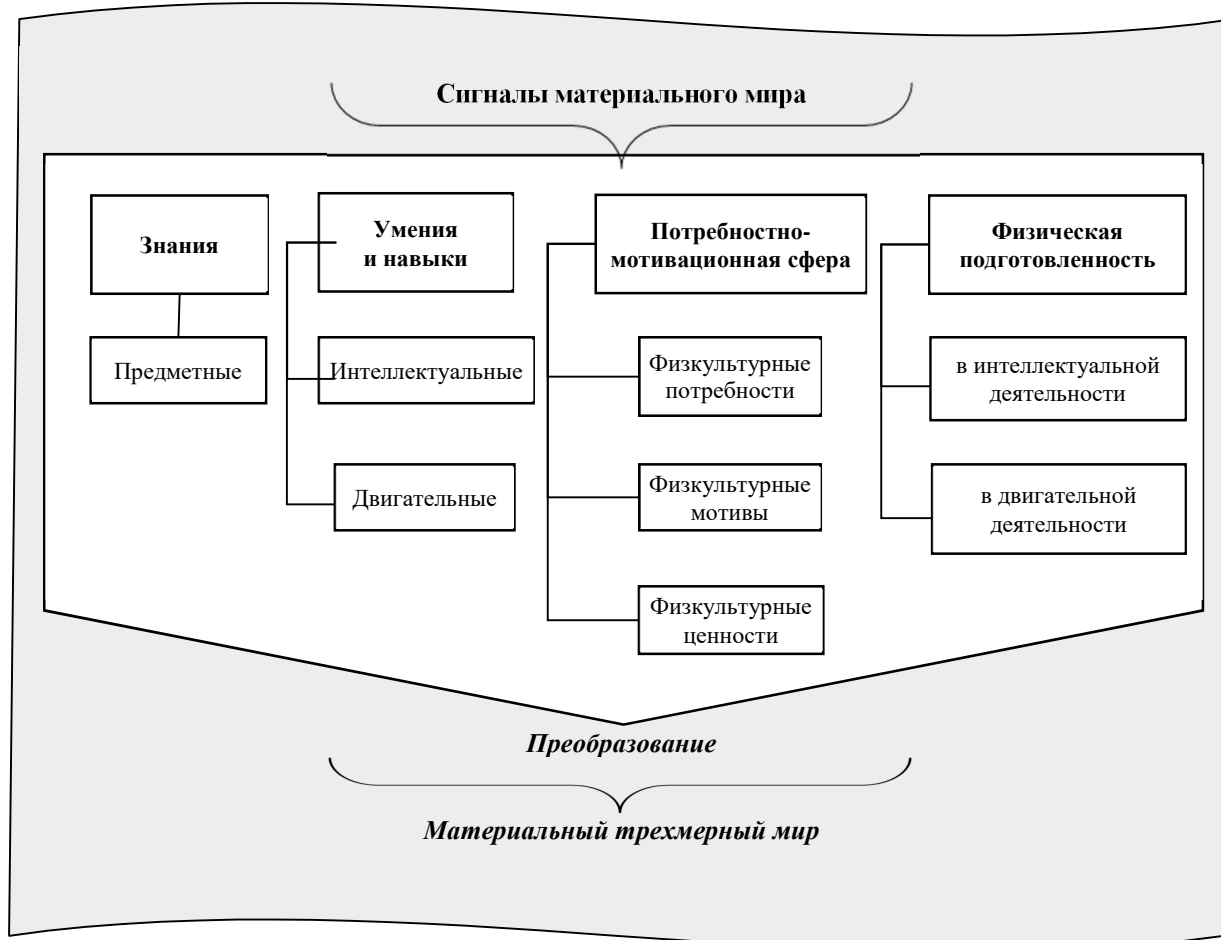 Сигналы материального мира
Знания
Умения
и навыки
Потребностно-
мотивационная сфера
Физическая
подготовленность
Предметные
Интеллектуальные
Физкультурные
потребности
в интеллектуальной
деятельности
Двигательные
Физкультурные
мотивы
в двигательной
деятельности
Физкультурные
ценности
Преобразование
Материальный трехмерный мир